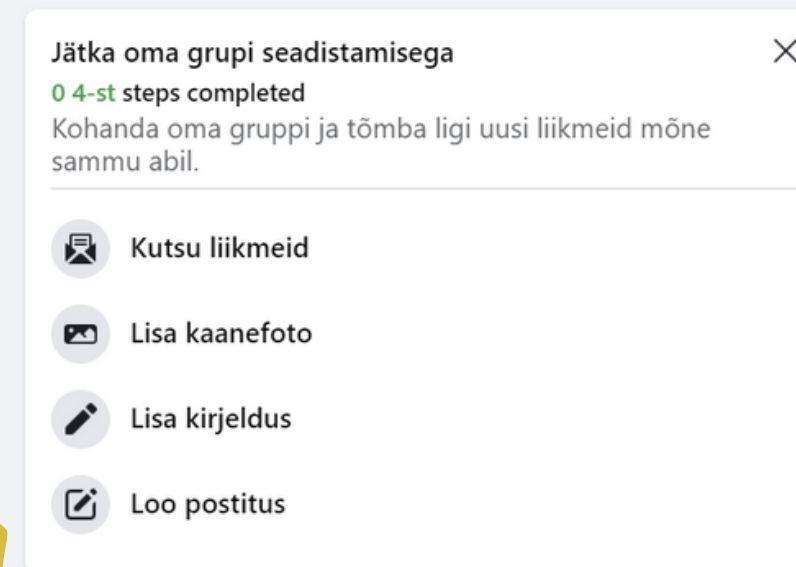 Jätka oma grupi seadistamisega
0 4-st steps completed
Kohanda oma gruppi ja tõmba ligi uusi liikmeid mõne
sammu abil.
Kutsu liikmeid
Lisa kaanefoto
Lisa kirjeldus
Loo postitus